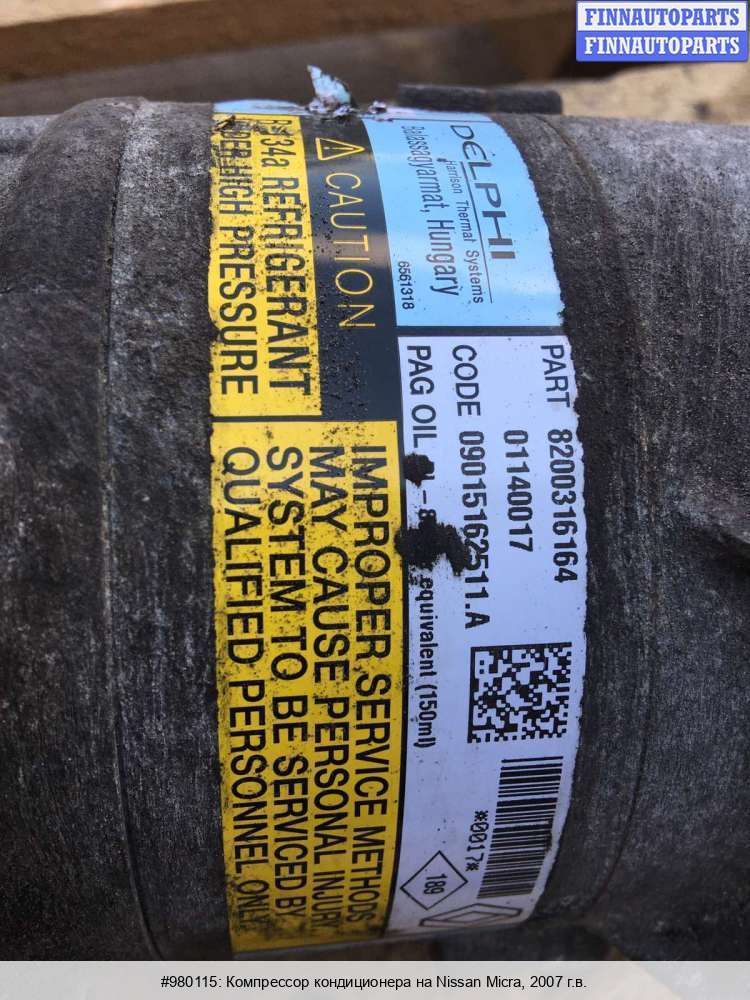 FINNAUTOPARTS
FINNAUTOPARTS
DELPHI
Harrison Thermal Systems
Balassagyarmat, Hungary
6561318
CAUTION
R-134a REFRIGERANT
UNDER HIGH PRESSURE
PART 8200316164
01140017
CODE 09015162511.A
PAG OIL equivalent (150ml)
IMPROPER SERVICE METHODS
MAY CAUSE PERSONAL INJURY
SYSTEM TO BE SERVICED BY
QUALIFIED PERSONNEL ONLY
*0017*
189
#980115: Компрессор кондиционера на Nissan Micra, 2007 г.в.